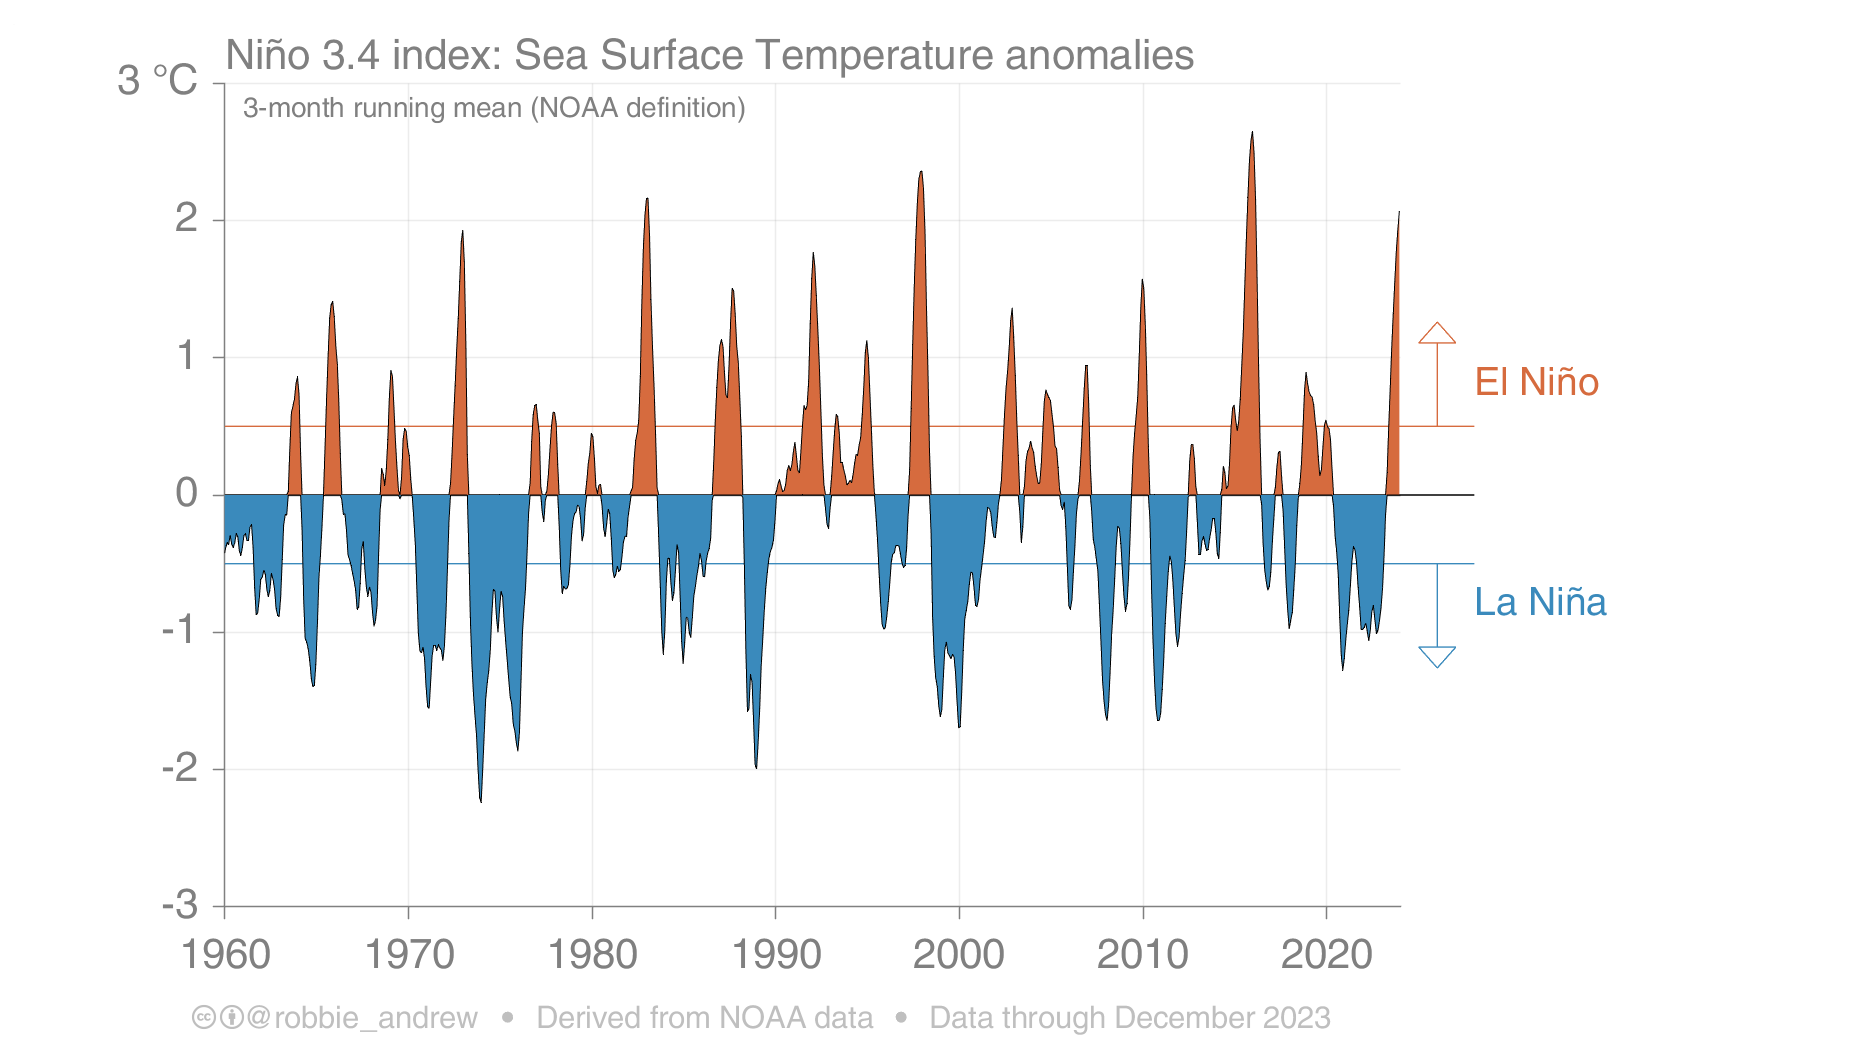 Niño 3.4 index: Sea Surface Temperature anomalies
3 °C
3-month running mean (NOAA definition)
2
1
El Niño
0
La Niña
-1
-2
-3
1960 1970 1980 1990 2000 2010 2020
@robbie_andrew • Derived from NOAA data • Data through December 2023